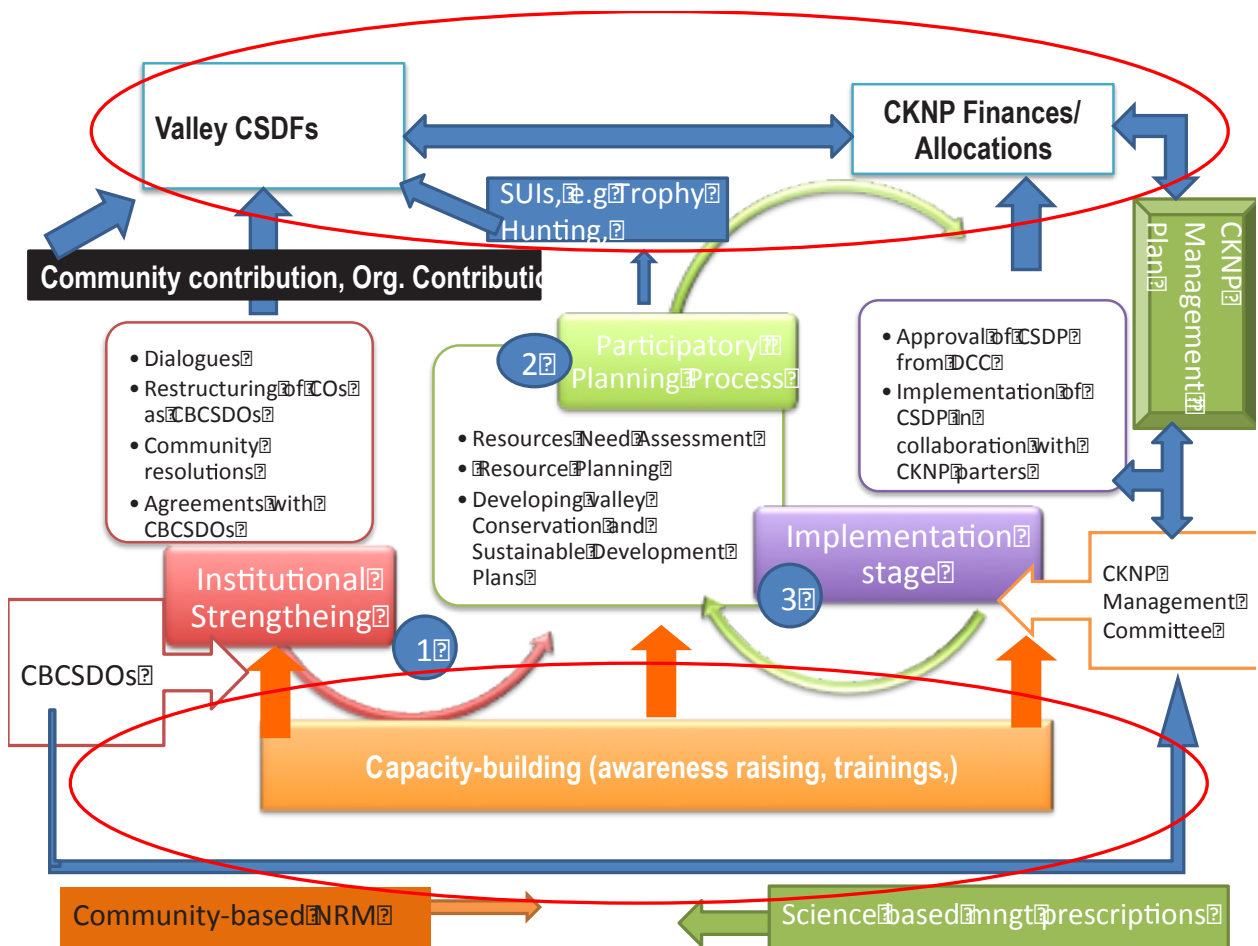 Valley CSDFs
CKNP Finances/
Allocations
SUIs, e.g Trophy
Hunting,
CKNP
Management
Plan
Community contribution, Org. Contributio
• Dialogues
• Restructuring of COs
as CBCSDOs
• Community
resolutions
• Agreements with
CBCSDOs
2
Participatory
Planning Process
• Resources Need Assessment
• Resource Planning
• Developing valley
Conservation and
Sustainable Development
Plans
• Approval of CSDP
from DCC
• Implementation of
CSDP in
collaboration with
CKNP parters
Institutional
Strengtheing
1
Implementation
stage
3
CKNP
Management
Committee
CBCSDOs
Capacity-building (awareness raising, trainings,)
Community-based NRM
Science based mngt prescriptions